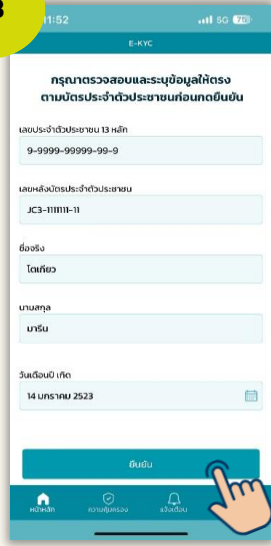 3
11:52
5G 76
E-KYC
กรุณาตรวจสอบและระบุข้อมูลให้ตรง
ตามบัตรประจำตัวประชาชนก่อนกดยืนยัน
เลขประจำตัวประชาชน 13 หลัก
9-9999-99999-99-9
เลขหลังบัตรประจำตัวประชาชน
JC3-1111111-11
ชื่อจริง
โตเกียว
นามสกุล
มารีน
วันเดือนปี เกิด
14 มกราคม 2523
ยืนยัน
หน้าหลัก ความคุ้มครอง แจ้งเตือน